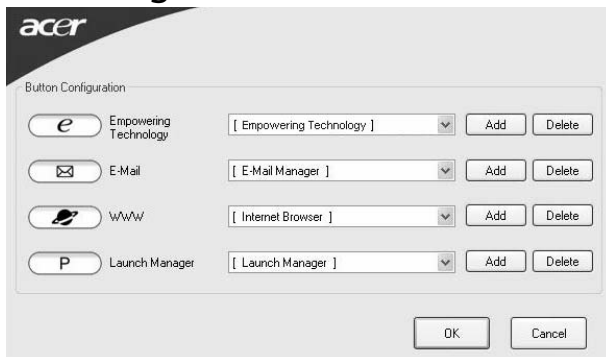 acer
Button Configuration
e Empowering Technology [ Empowering Technology ] Add Delete
E-Mail [ E-Mail Manager ] Add Delete
WWW [ Internet Browser ] Add Delete
P Launch Manager [ Launch Manager ] Add Delete
OK Cancel